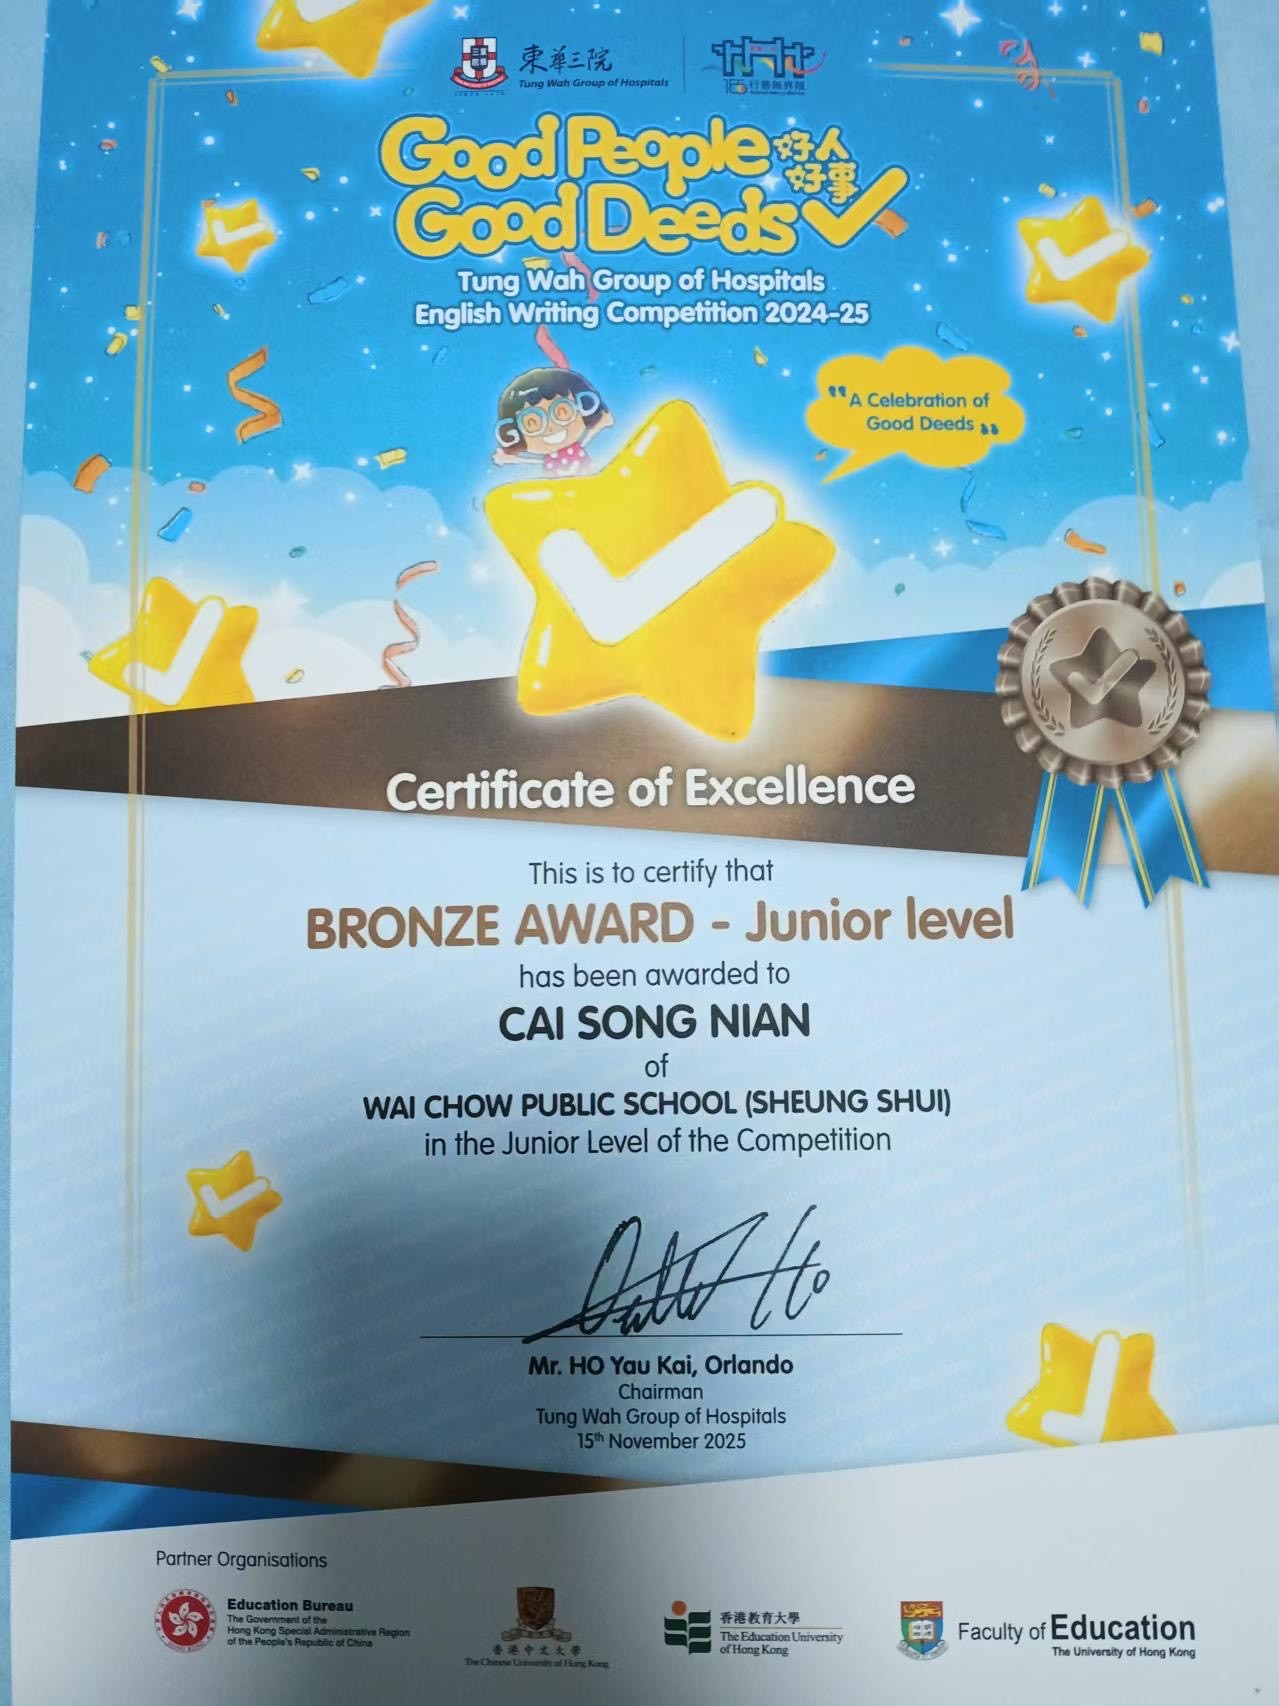 東華三院
Tung Wah Group of Hospitals
行善無界限
Good People 好人
Good Deeds 好事
Tung Wah Group of Hospitals
English Writing Competition 2024-25
GOOD
"A Celebration of
Good Deeds"
Certificate of Excellence
This is to certify that
BRONZE AWARD - Junior level
has been awarded to
CAI SONG NIAN
of
WAI CHOW PUBLIC SCHOOL (SHEUNG SHUI)
in the Junior Level of the Competition
Mr. HO Yau Kai, Orlando
Chairman
Tung Wah Group of Hospitals
15th November 2025
Partner Organisations
Education Bureau
The Government of the
Hong Kong Special Administrative Region
of the People's Republic of China
香港中文大學
The Chinese University of Hong Kong
香港教育大學
The Education University
of Hong Kong
Faculty of Education
The University of Hong Kong